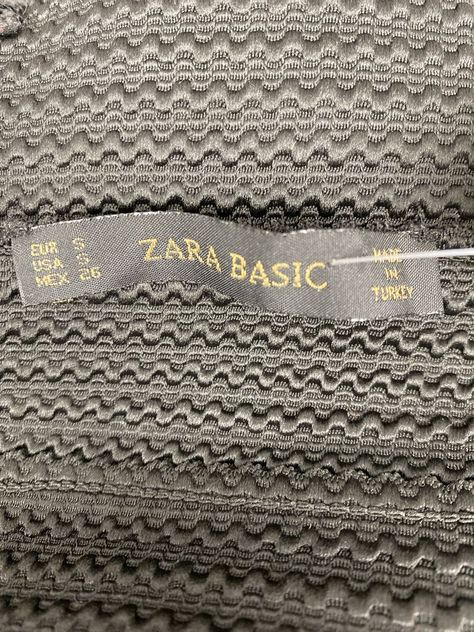 EUR S
USA S
MEX 26
ZARA BASIC
MADE
IN
TURKEY